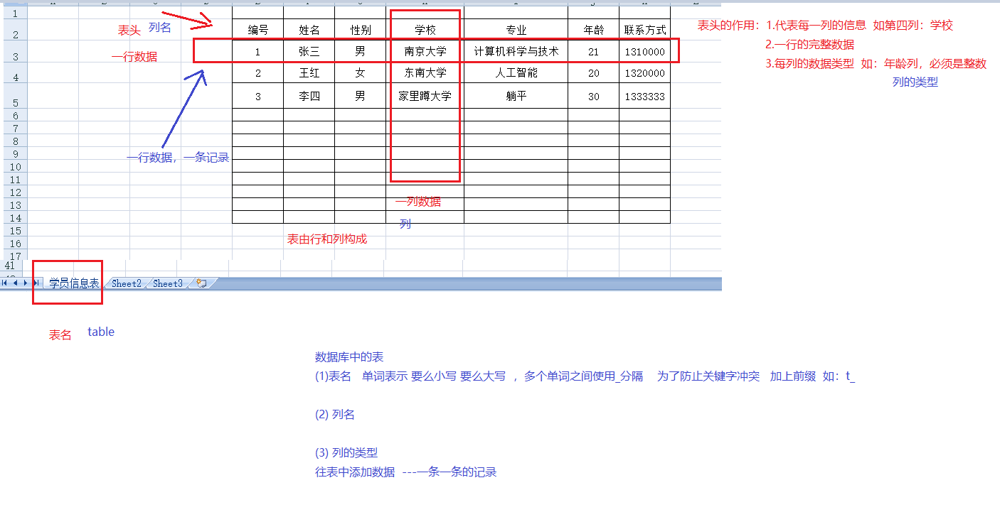 1
表头 列名
2 编号 姓名 性别 学校 专业 年龄 联系方式
表头的作用：1.代表每一列的信息 如第四列：学校
2.一行的完整数据
3.每列的数据类型 如：年龄列，必须是整数
列的类型
一行数据
3 1 张三 男 南京大学 计算机科学与技术 21 1310000
4 2 王红 女 东南大学 人工智能 20 1320000
5 3 李四 男 家里蹲大学 躺平 30 1333333
6
7
8
9
一行数据，一条记录
10
11
12
一列数据
13
14
列
15
表由行和列构成
16
17
41
学员信息表 Sheet2 Sheet3
表名 table
数据库中的表
(1)表名 单词表示 要么小写 要么大写 ，多个单词之间使用_分隔 为了防止关键字冲突 加上前缀 如：t_
(2) 列名
(3) 列的类型
往表中添加数据 ---一条一条的记录